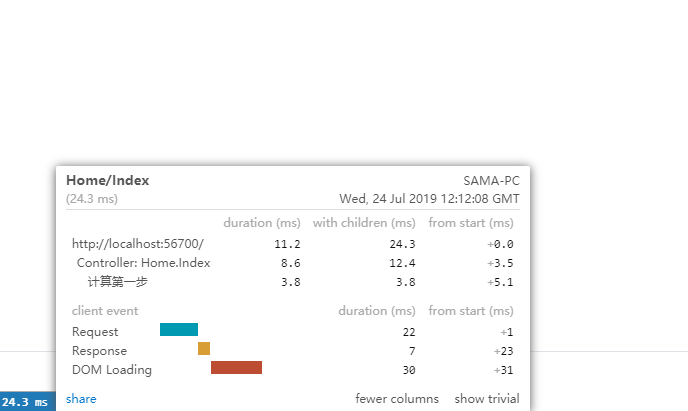 Home/Index SAMA-PC
(24.3 ms) Wed, 24 Jul 2019 12:12:08 GMT
duration (ms) with children (ms) from start (ms)
http://localhost:56700/ 11.2 24.3 +0.0
Controller: Home.Index 8.6 12.4 +3.5
计算第一步 3.8 3.8 +5.1
client event duration (ms) from start (ms)
Request 22 +1
Response 7 +23
DOM Loading 30 +31
share fewer columns show trivial
24.3 ms